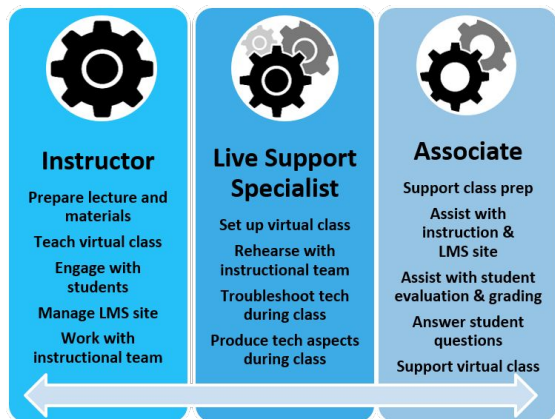 Instructor
Prepare lecture and
materials
Teach virtual class
Engage with
students
Manage LMS site
Work with
instructional team
Live Support
Specialist
Set up virtual class
Rehearse with
instructional team
Troubleshoot tech
during class
Produce tech aspects
during class
Associate
Support class prep
Assist with
instruction &
LMS site
Assist with student
evaluation & grading
Answer student
questions
Support virtual class